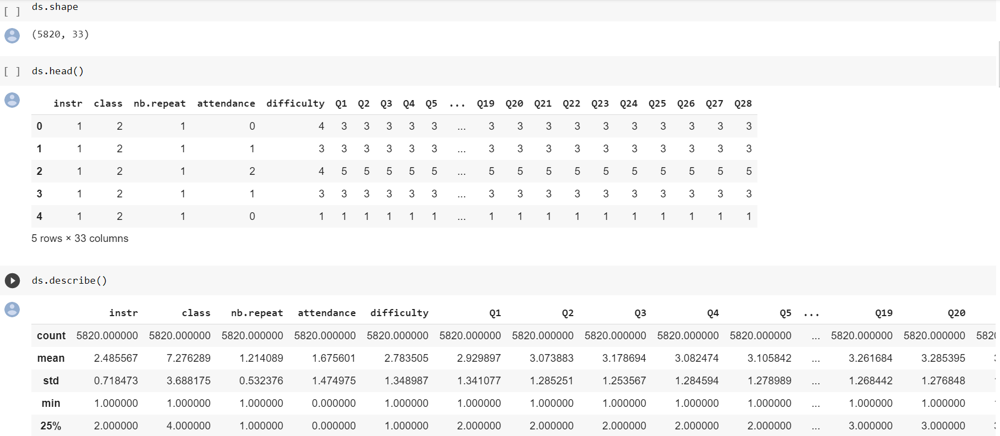 [ ] ds.shape
(5820, 33)
[ ] ds.head()
instr class nb.repeat attendance difficulty Q1 Q2 Q3 Q4 Q5 ... Q19 Q20 Q21 Q22 Q23 Q24 Q25 Q26 Q27 Q28
0 1 2 1 0 4 3 3 3 3 3 ... 3 3 3 3 3 3 3 3 3 3
1 1 2 1 1 3 3 3 3 3 3 ... 3 3 3 3 3 3 3 3 3 3
2 1 2 1 2 4 5 5 5 5 5 ... 5 5 5 5 5 5 5 5 5 5
3 1 2 1 1 3 3 3 3 3 3 ... 3 3 3 3 3 3 3 3 3 3
4 1 2 1 0 1 1 1 1 1 1 ... 1 1 1 1 1 1 1 1 1 1
5 rows × 33 columns
ds.describe()
instr class nb.repeat attendance difficulty Q1 Q2 Q3 Q4 Q5 ... Q19 Q20
count 5820.000000 5820.000000 5820.000000 5820.000000 5820.000000 5820.000000 5820.000000 5820.000000 5820.000000 5820.000000 ... 5820.000000 5820.000000
mean 2.485567 7.276289 1.214089 1.675601 2.783505 2.929897 3.073883 3.178694 3.082474 3.105842 ... 3.261684 3.285395
std 0.718473 3.688175 0.532376 1.474975 1.348987 1.341077 1.285251 1.253567 1.284594 1.278989 ... 1.268442 1.276848
min 1.000000 1.000000 1.000000 0.000000 1.000000 1.000000 1.000000 1.000000 1.000000 1.000000 ... 1.000000 1.000000
25% 2.000000 4.000000 1.000000 0.000000 1.000000 2.000000 2.000000 2.000000 2.000000 2.000000 ... 3.000000 3.000000